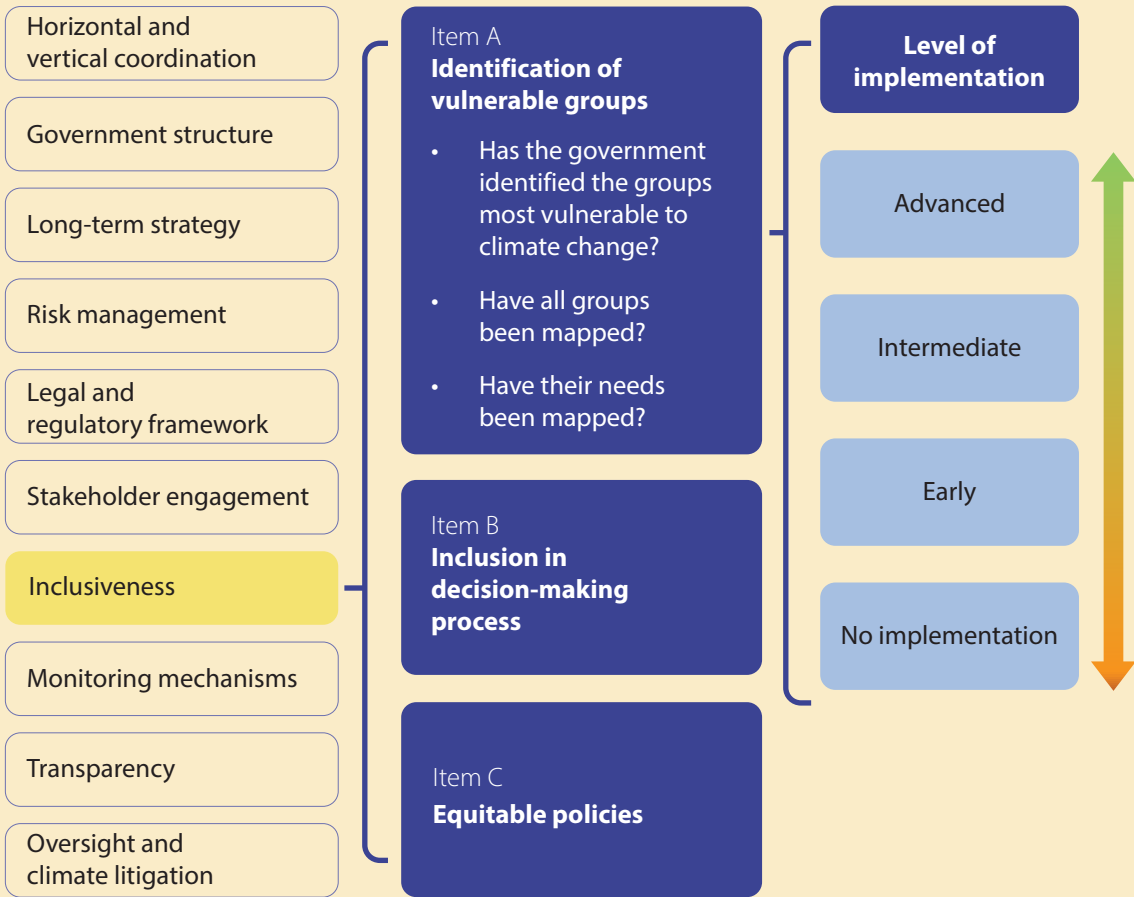 Horizontal and
vertical coordination
Government structure
Long-term strategy
Risk management
Legal and
regulatory framework
Stakeholder engagement
Inclusiveness
Monitoring mechanisms
Transparency
Oversight and
climate litigation
Item A
Identification of
vulnerable groups
• Has the government
identified the groups
most vulnerable to
climate change?
• Have all groups
been mapped?
• Have their needs
been mapped?
Item B
Inclusion in
decision-making
process
Item C
Equitable policies
Level of
implementation
Advanced
Intermediate
Early
No implementation